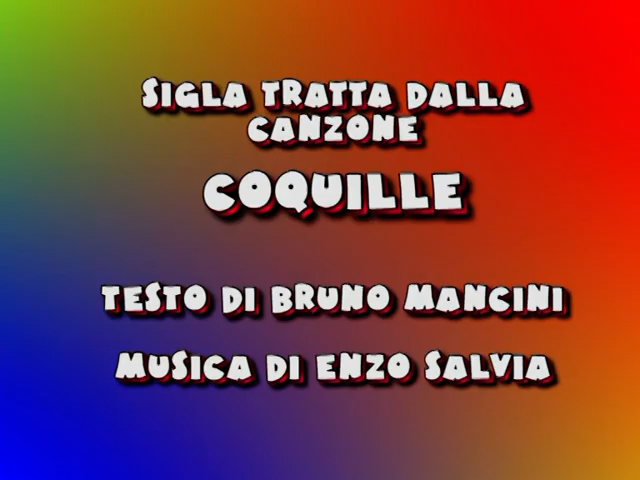 SIGLA TRATTA DALLA
CANZONE
COQUILLE
TESTO DI BRUNO MANCINI
MUSICA DI ENZO SALVIA